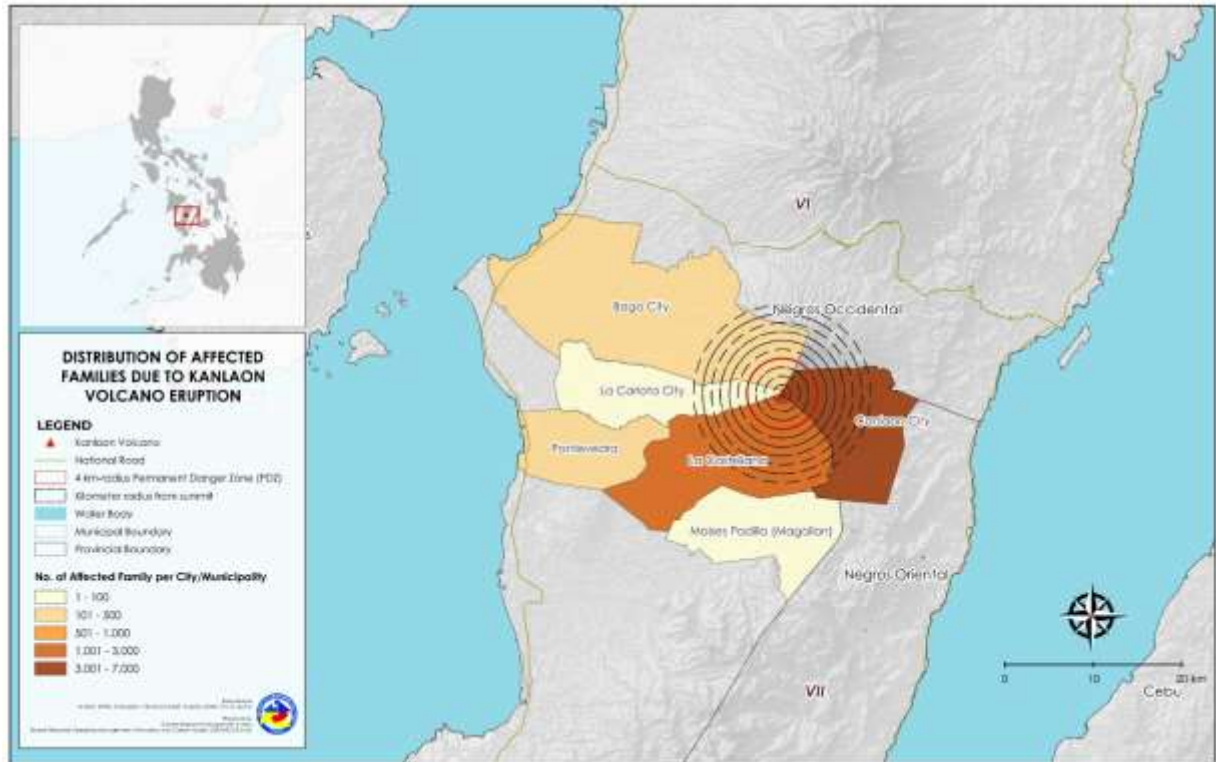 DISTRIBUTION OF AFFECTED
FAMILIES DUE TO KANLAON
VOLCANO ERUPTION
LEGEND
Kanlaon Volcano
National Road
4 km-radius Permanent Danger Zone (PDZ)
Kilometer radius from summit
Water Body
Municipal Boundary
Provincial Boundary
No. of Affected Family per City/Municipality
1 - 100
101 - 500
501 - 1,000
1,001 - 3,000
3,001 - 7,000
VI
Bago City
Negros Occidental
La Carlota City
Canlaon City
Pontevedra
La Castellana
Moises Padilla (Magallon)
Negros Oriental
VII
0 10 20 km
Cebu